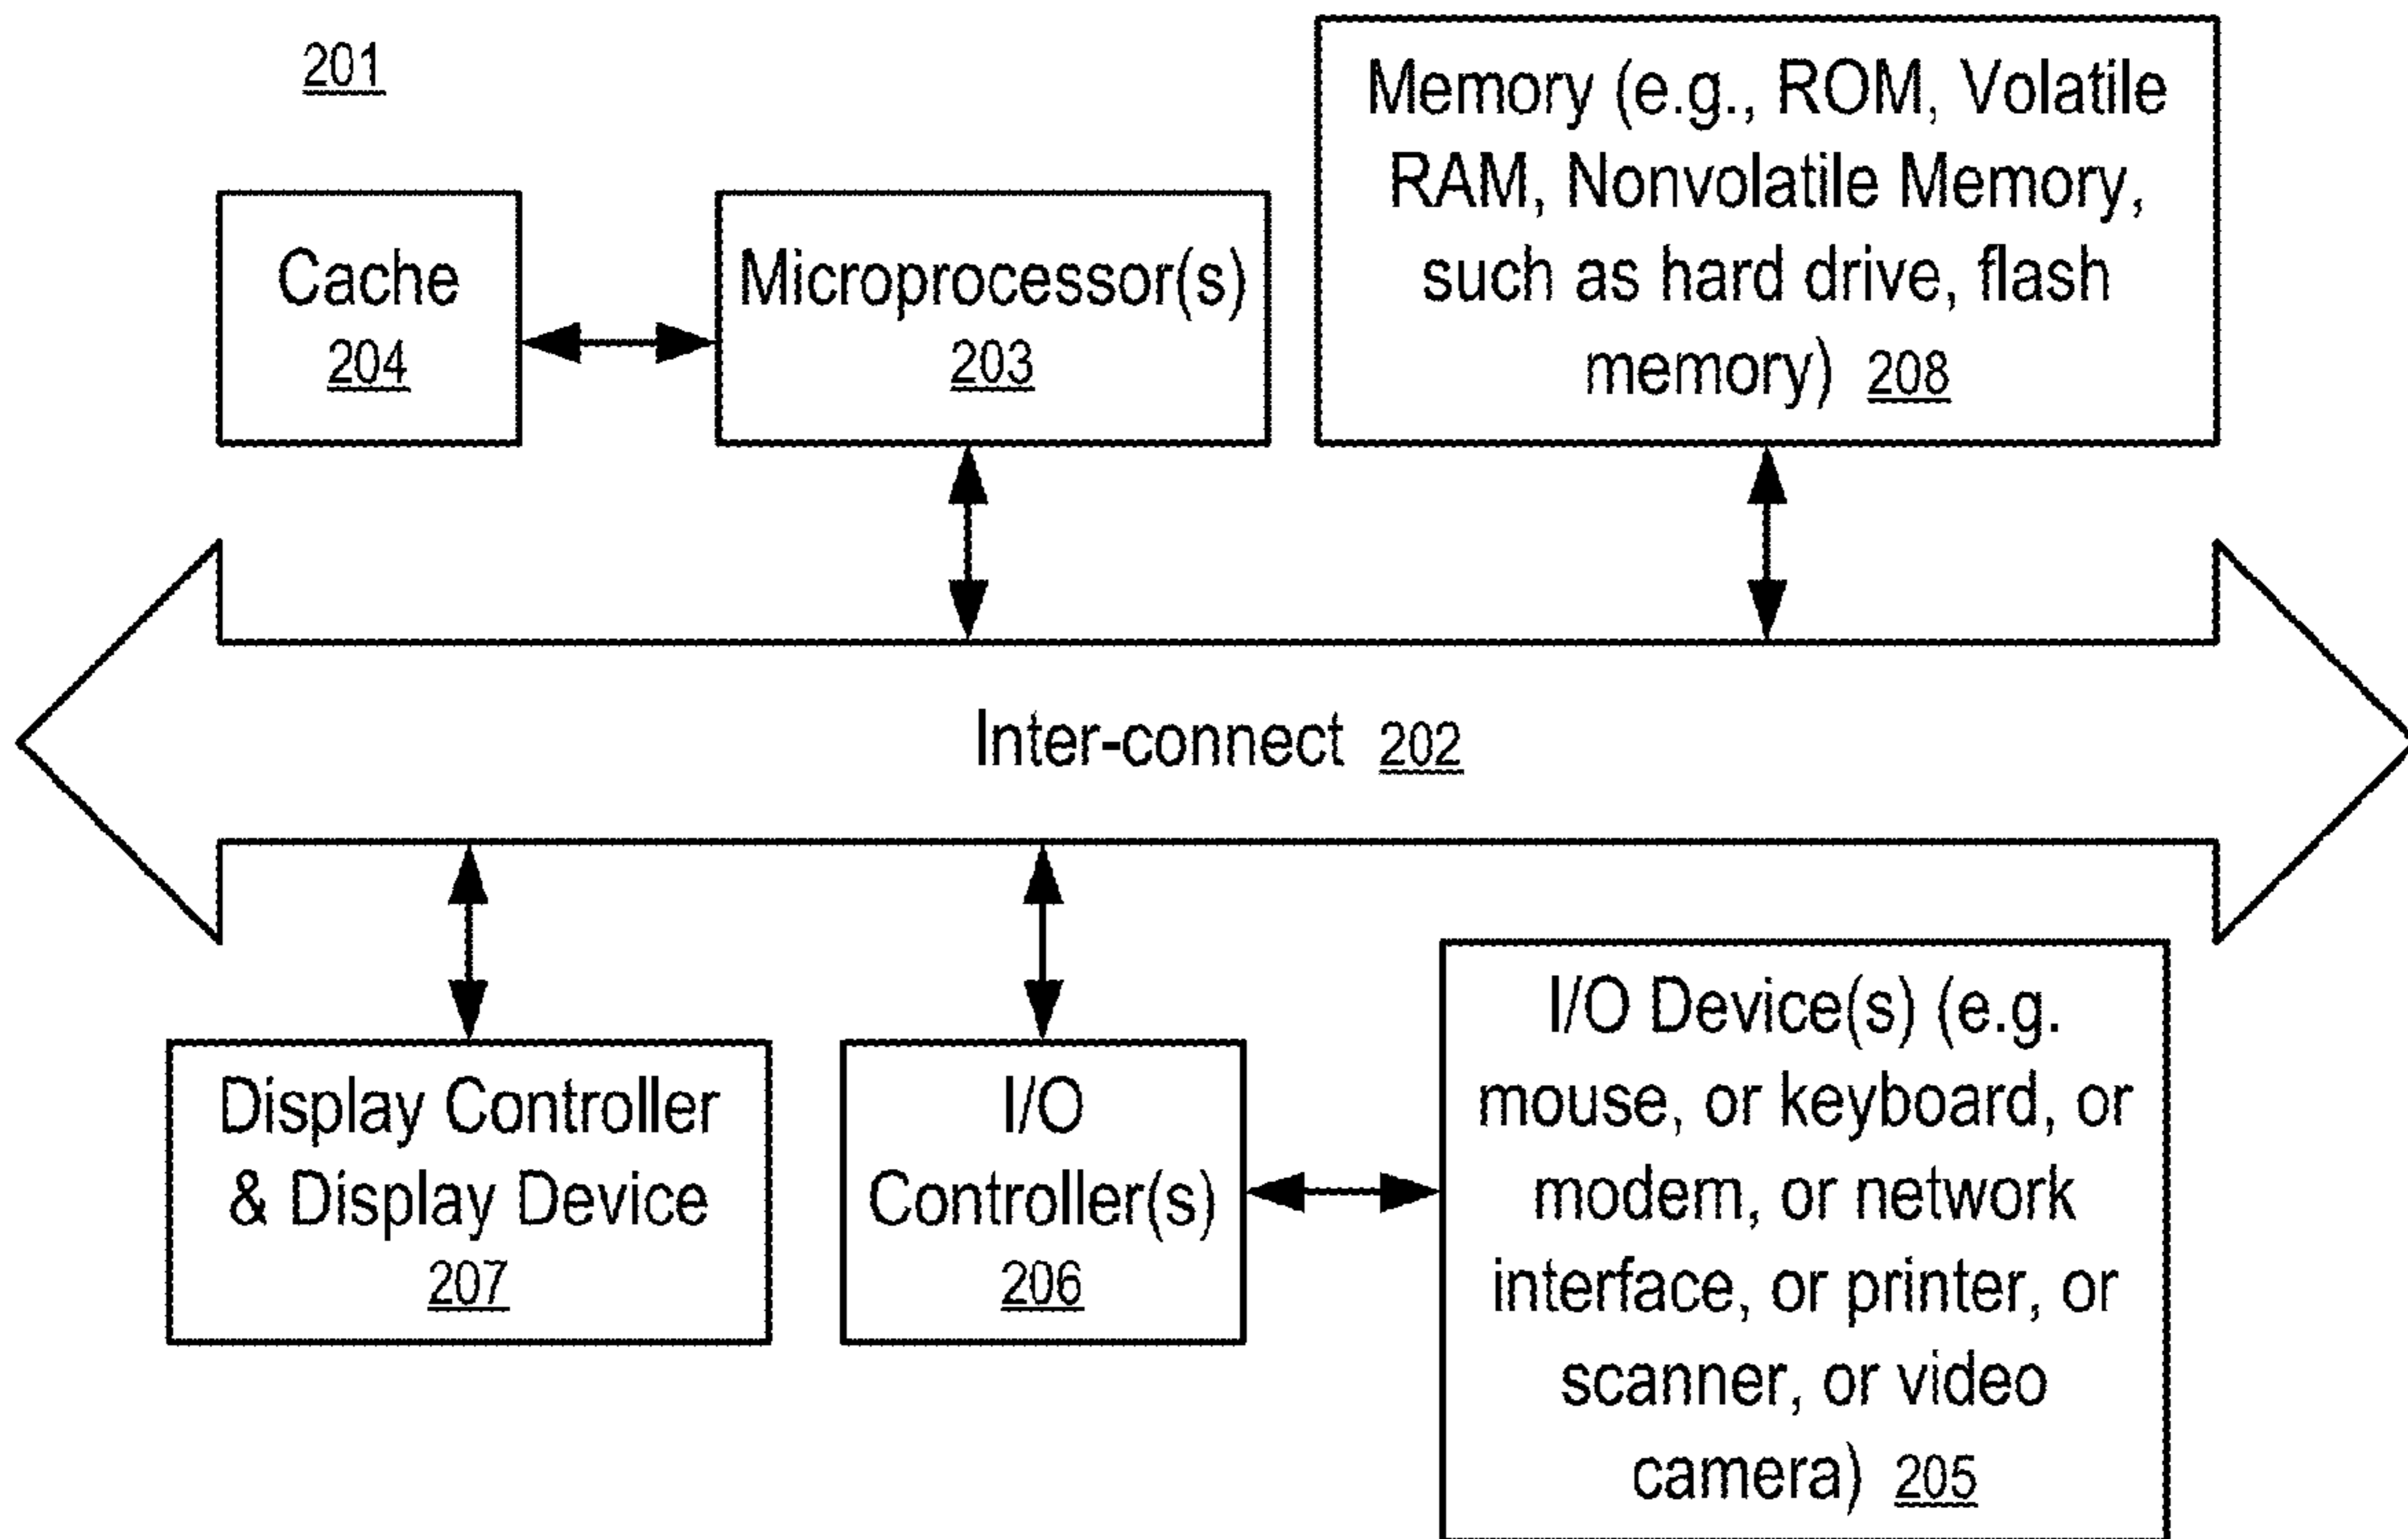 201
Cache
204
Microprocessor(s)
203
Memory (e.g., ROM, Volatile
RAM, Nonvolatile Memory,
such as hard drive, flash
memory) 208
Inter-connect 202
Display Controller
& Display Device
207
I/O
Controller(s)
206
I/O Device(s) (e.g.
mouse, or keyboard, or
modem, or network
interface, or printer, or
scanner, or video
camera) 205